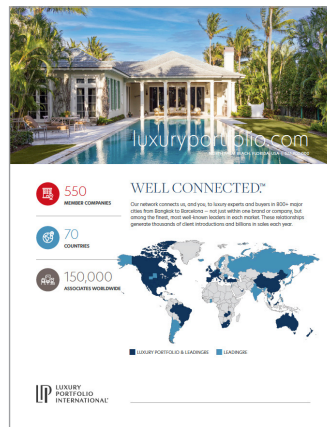 luxuryportfolio.com
550
MEMBER COMPANIES
70
COUNTRIES
150,000
ASSOCIATES WORLDWIDE
WELL CONNECTED.™
Our network connects us, and you, to luxury experts and buyers in 800+ major
cities from Bangkok to Barcelona — not just within one brand or company, but
among the finest, most well-known leaders in each market. These relationships
generate thousands of client introductions and billions in sales each year.
LUXURY PORTFOLIO & LEADINGRE
LEADINGRE
LP
LUXURY
PORTFOLIO
INTERNATIONAL®